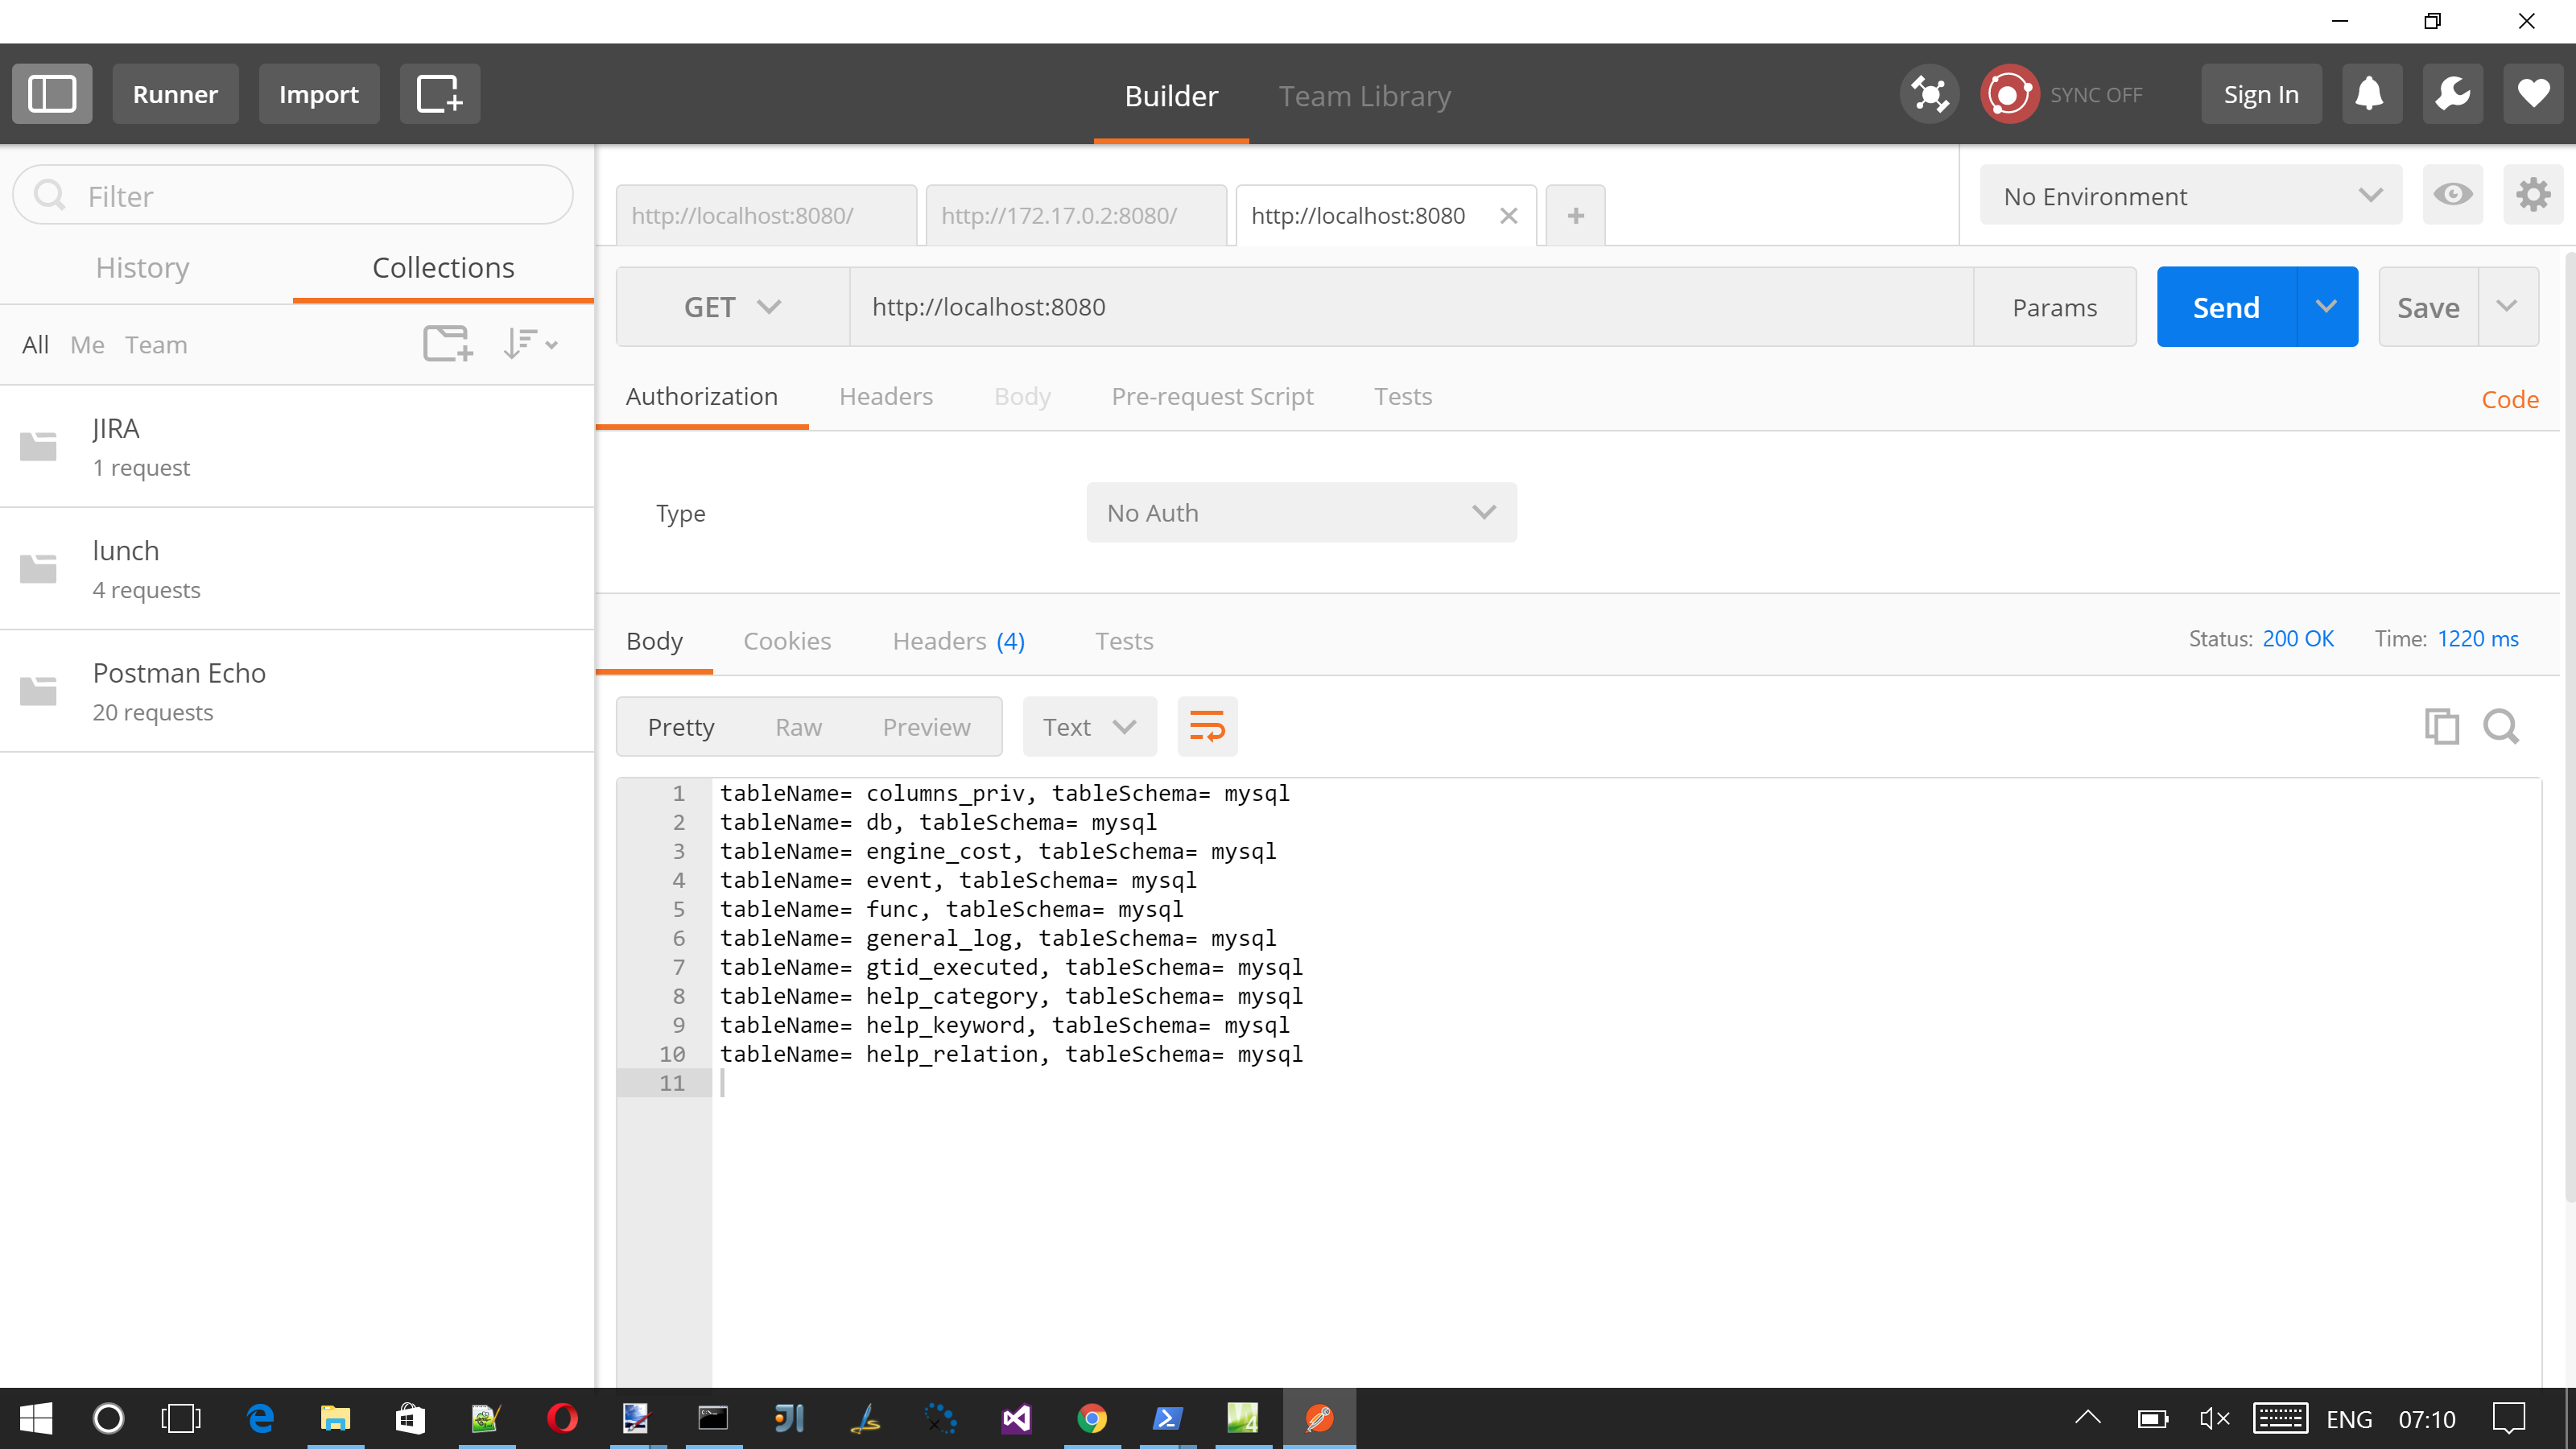 Runner
Import
Builder
Team Library
SYNC OFF
Sign In
Filter
http://localhost:8080/
http://172.17.0.2:8080/
http://localhost:8080
No Environment
History
Collections
GET
http://localhost:8080
Params
Send
Save
All Me Team
Authorization
Headers
Body
Pre-request Script
Tests
Code
JIRA
1 request
Type
No Auth
lunch
4 requests
Body
Cookies
Headers (4)
Tests
Status: 200 OK
Time: 1220 ms
Postman Echo
20 requests
Pretty
Raw
Preview
Text
1 tableName= columns_priv, tableSchema= mysql
2 tableName= db, tableSchema= mysql
3 tableName= engine_cost, tableSchema= mysql
4 tableName= event, tableSchema= mysql
5 tableName= func, tableSchema= mysql
6 tableName= general_log, tableSchema= mysql
7 tableName= gtid_executed, tableSchema= mysql
8 tableName= help_category, tableSchema= mysql
9 tableName= help_keyword, tableSchema= mysql
10 tableName= help_relation, tableSchema= mysql
11
ENG
07:10